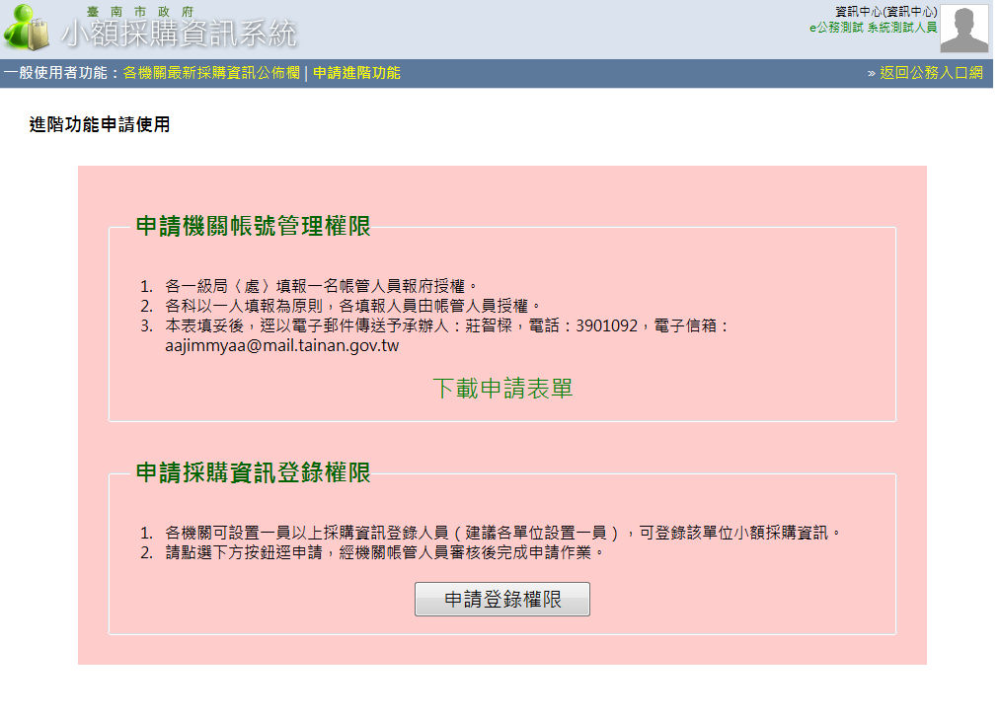 臺南市政府
小額採購資訊系統
資訊中心(資訊中心)
e公務測試 系統測試人員
一般使用者功能：各機關最新採購資訊公佈欄 | 申請進階功能
» 返回公務入口網
進階功能申請使用
申請機關帳號管理權限
1. 各一級局〈處〉填報一名帳管人員報府授權。
2. 各科以一人填報為原則，各填報人員由帳管人員授權。
3. 本表填妥後，逕以電子郵件傳送予承辦人：莊智樑，電話：3901092，電子信箱：
aajimmyaa@mail.tainan.gov.tw
下載申請表單
申請採購資訊登錄權限
1. 各機關可設置一員以上採購資訊登錄人員（建議各單位設置一員），可登錄該單位小額採購資訊。
2. 請點選下方按鈕逕申請，經機關帳管人員審核後完成申請作業。
申請登錄權限